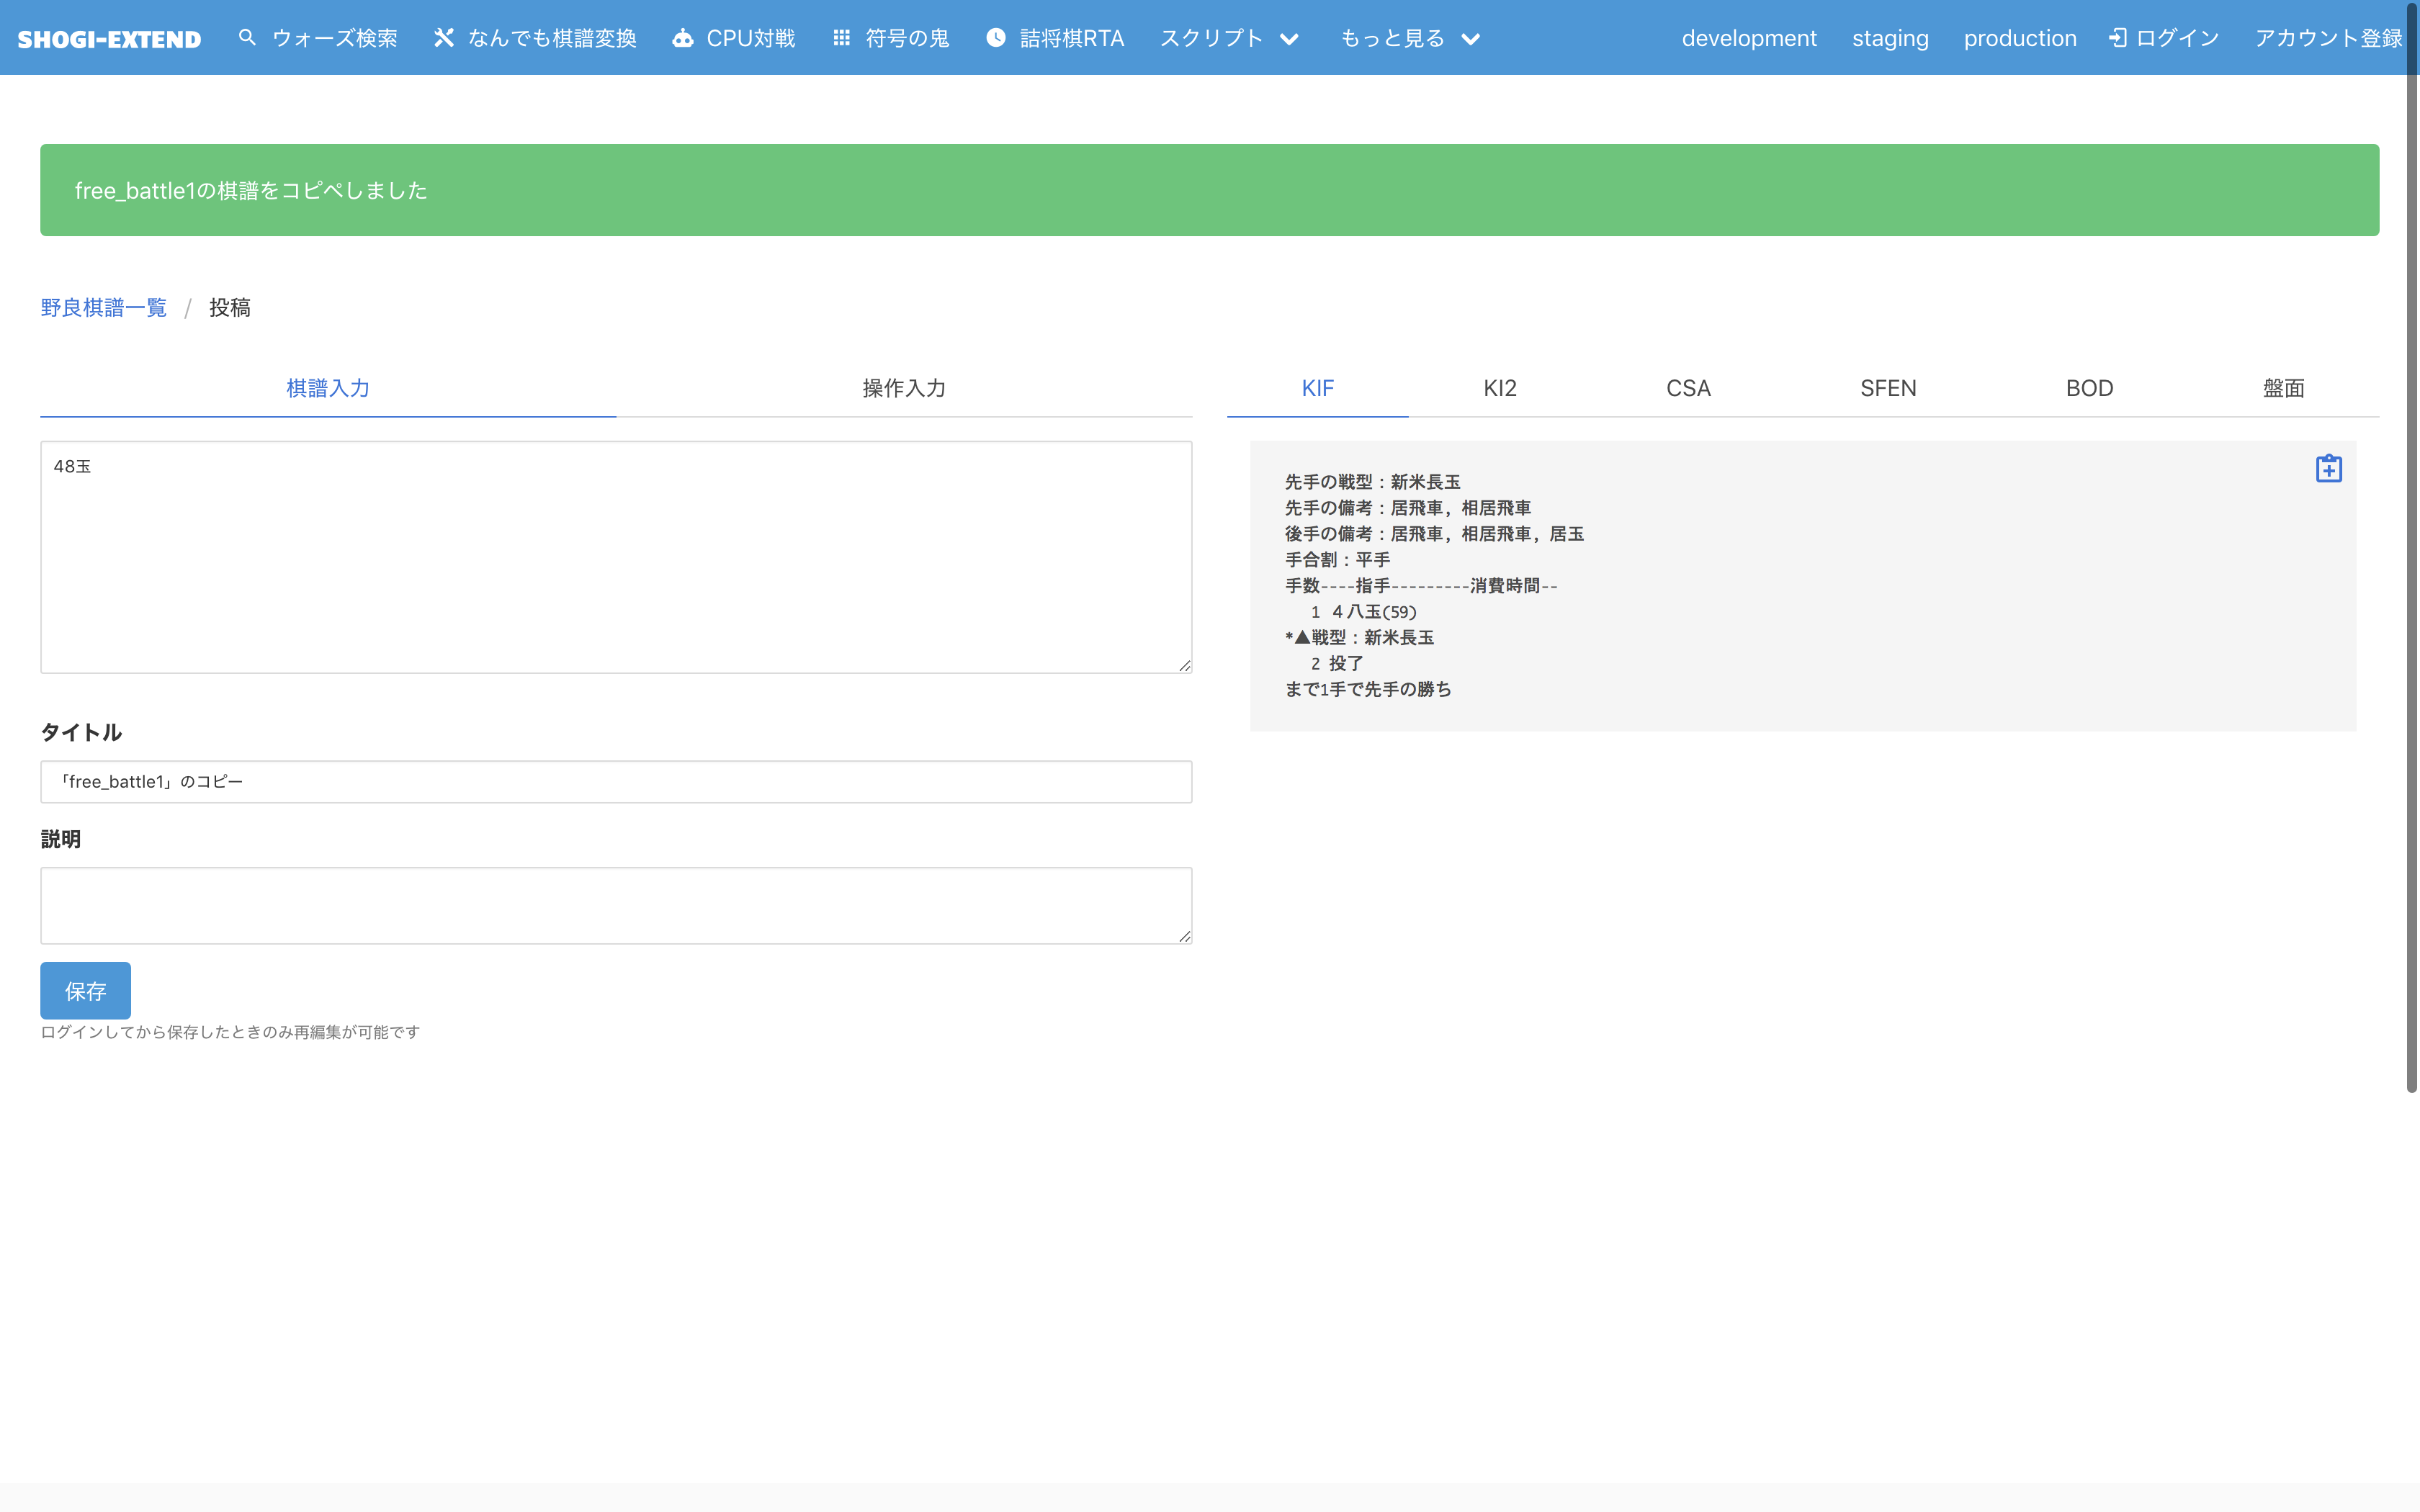 SHOGI-EXTEND ウォーズ検索 なんでも棋譜変換 CPU対戦 符号の鬼 詰将棋RTA スクリプト もっと見る development staging production ログイン アカウント登録
free_battle1の棋譜をコピペしました
野良棋譜一覧 / 投稿
棋譜入力 操作入力
48玉
タイトル
「free_battle1」のコピー
説明
保存
ログインしてから保存したときのみ再編集が可能です
KIF KI2 CSA SFEN BOD 盤面
先手の戦型：新米長玉
先手の備考：居飛車, 相居飛車
後手の備考：居飛車, 相居飛車, 居玉
手合割：平手
手数----指手---------消費時間--
1 ４八玉(59)
*▲戦型：新米長玉
2 投了
まで1手で先手の勝ち